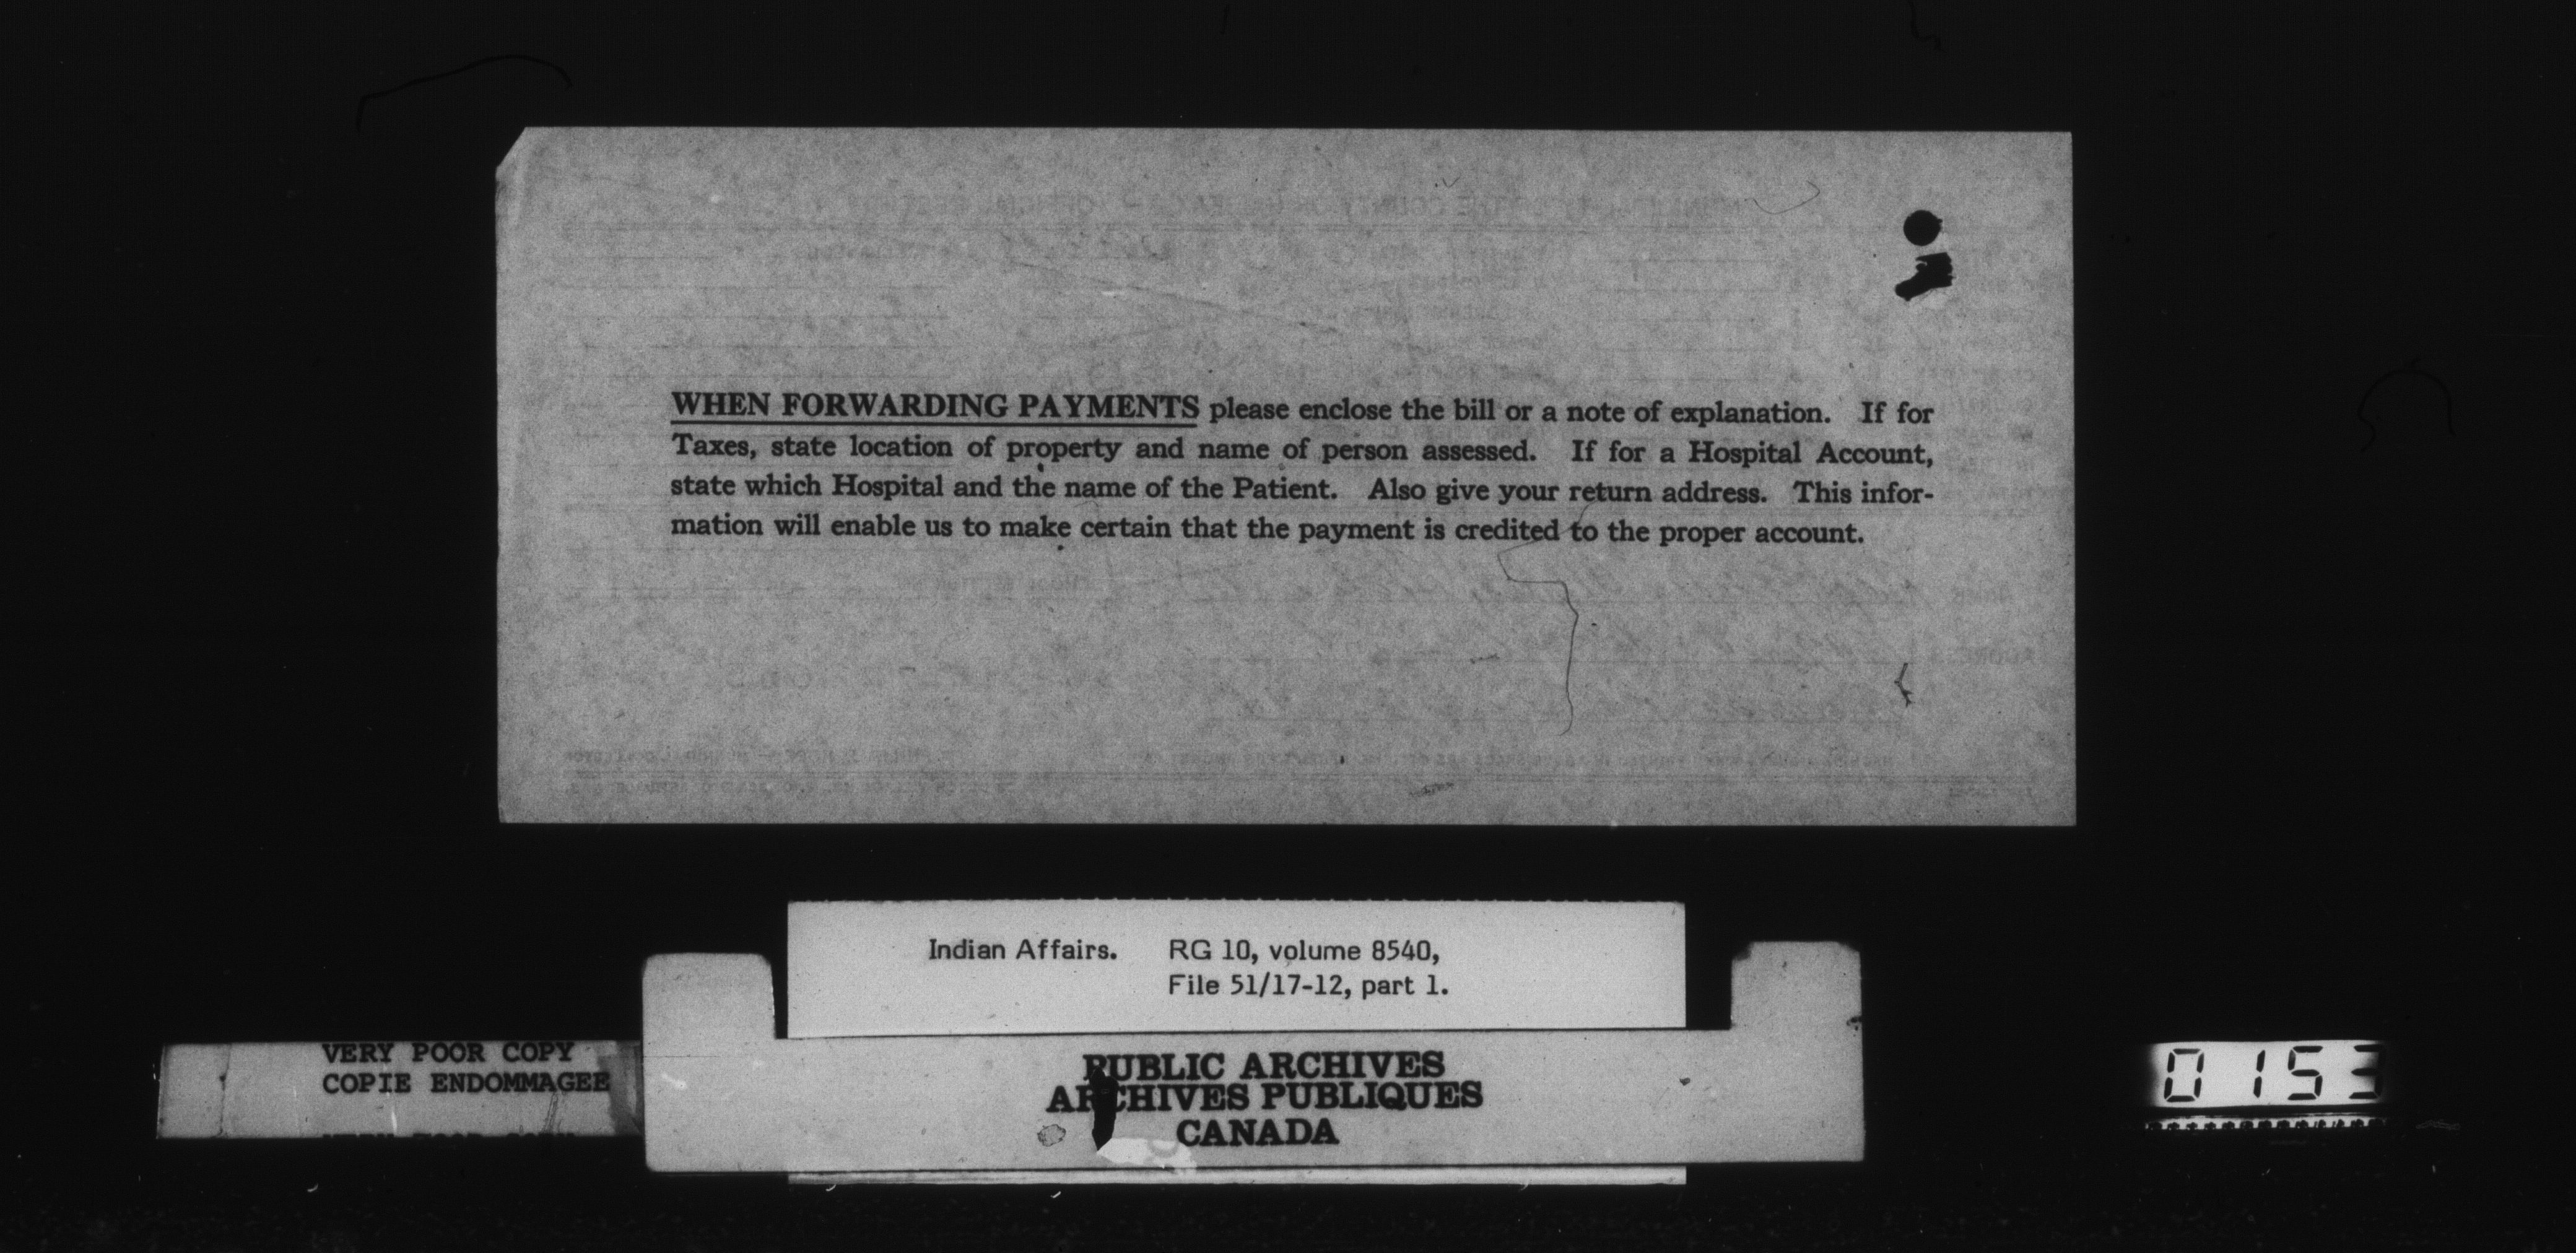 WHEN FORWARDING PAYMENTS please enclose the bill or a note of explanation. If for
Taxes, state location of property and name of person assessed. If for a Hospital Account,
state which Hospital and the name of the Patient. Also give your return address. This infor-
mation will enable us to make certain that the payment is credited to the proper account.
Indian Affairs. RG 10, volume 8540,
File 51/17-12, part 1.
VERY POOR COPY
COPIE ENDOMMAGEE
PUBLIC ARCHIVES
ARCHIVES PUBLIQUES
CANADA
0153